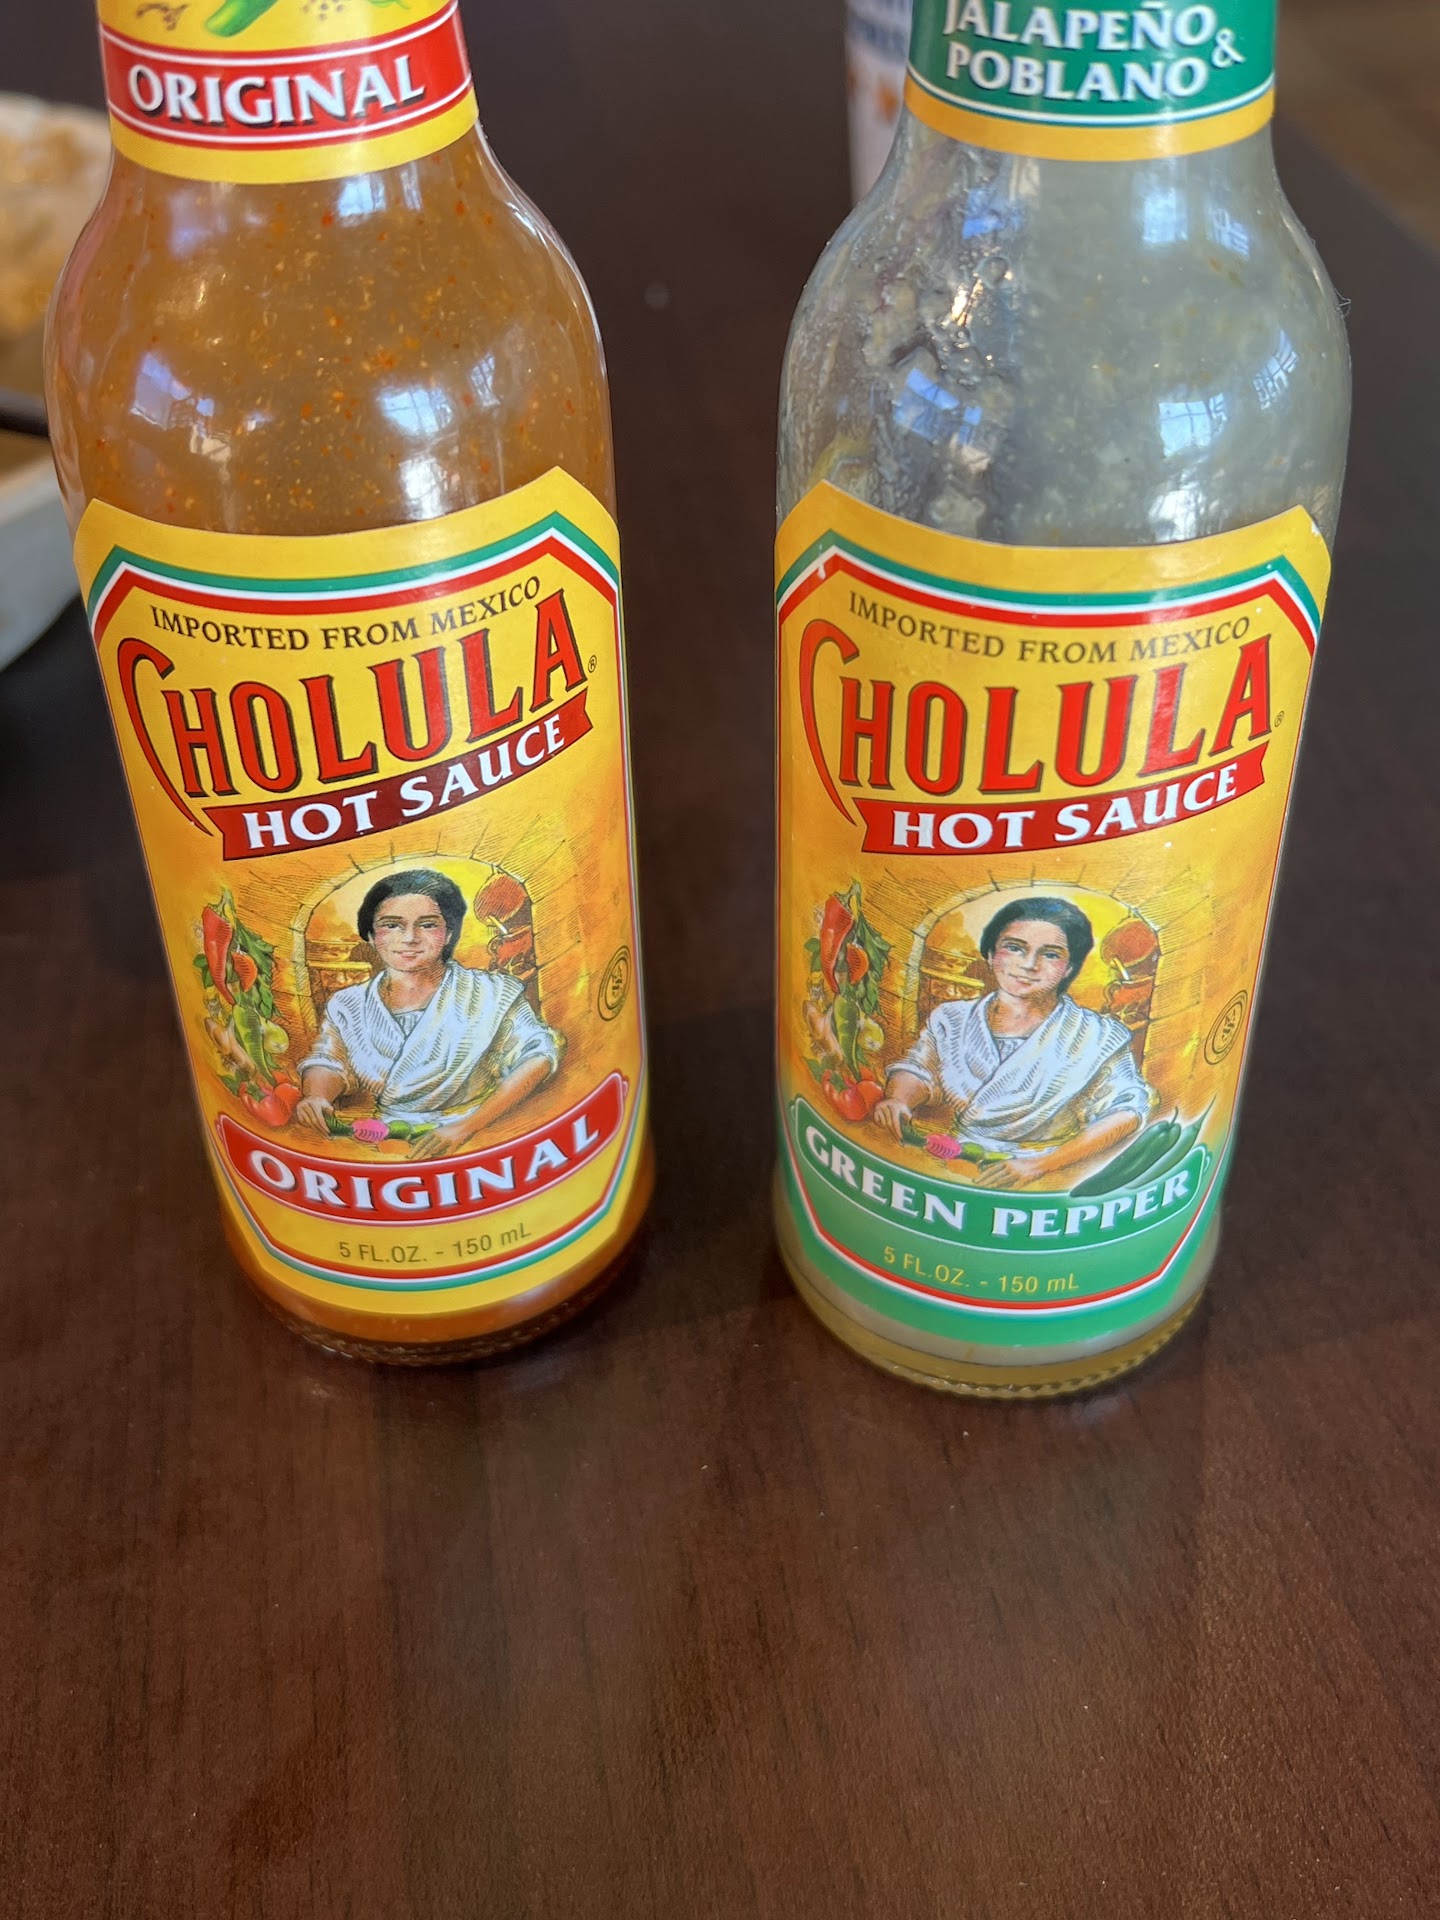 ORIGINAL
IMPORTED FROM MEXICO
CHOLULA®
HOT SAUCE
ORIGINAL
5 FL.OZ. - 150 mL
JALAPEÑO &
POBLANO
IMPORTED FROM MEXICO
CHOLULA®
HOT SAUCE
GREEN PEPPER
5 FL.OZ. - 150 mL